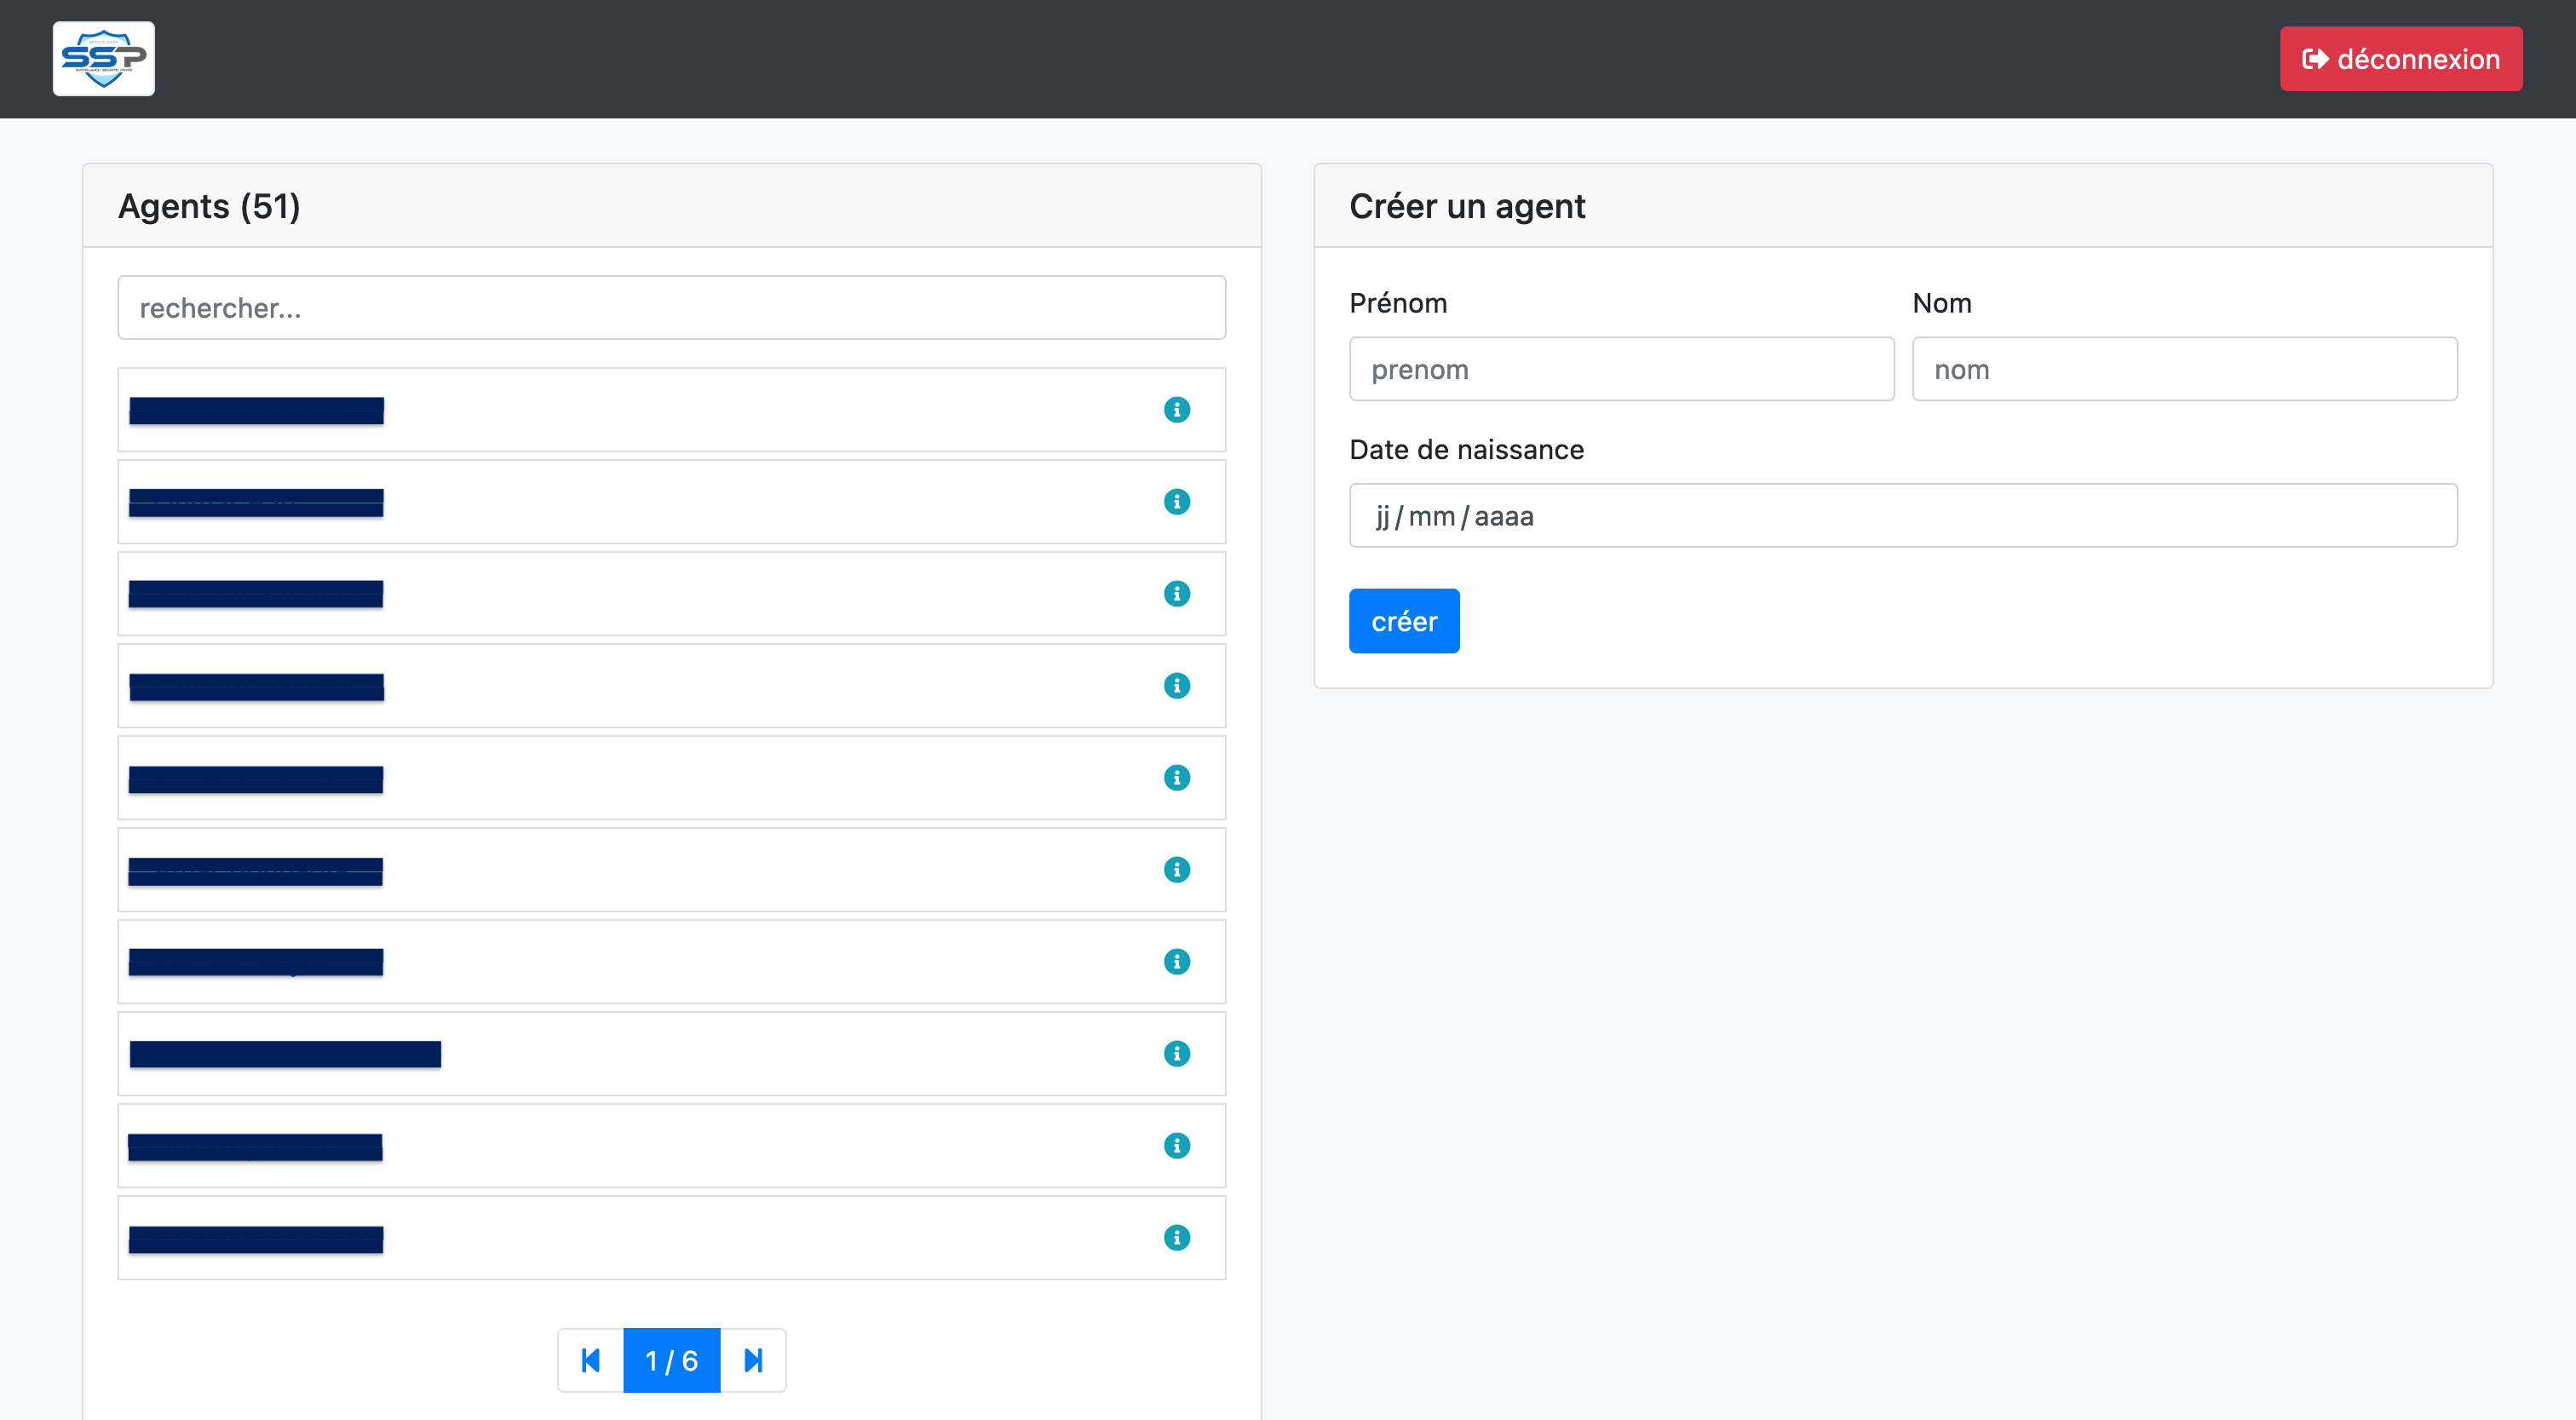 SSP
déconnexion
Agents (51)
rechercher...
1 / 6
Créer un agent
Prénom
Nom
prenom
nom
Date de naissance
jj / mm / aaaa
créer